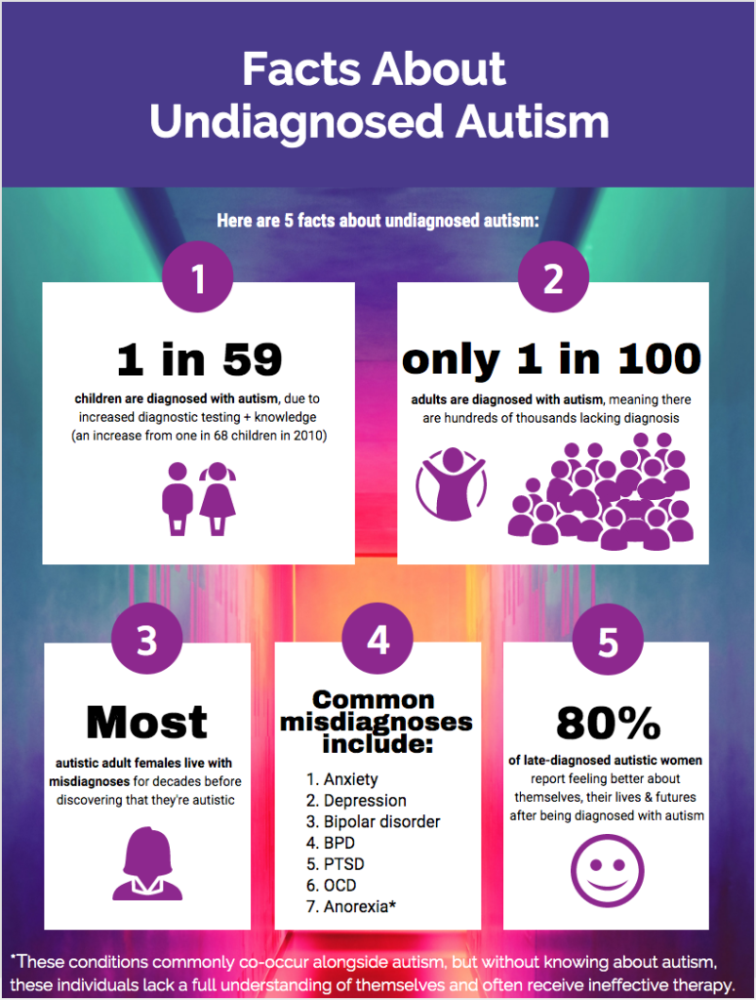 Facts About
Undiagnosed Autism
Here are 5 facts about undiagnosed autism:
1
1 in 59
children are diagnosed with autism, due to
increased diagnostic testing + knowledge
(an increase from one in 68 children in 2010)
2
only 1 in 100
adults are diagnosed with autism, meaning there
are hundreds of thousands lacking diagnosis
3
Most
autistic adult females live with
misdiagnoses for decades before
discovering that they're autistic
4
Common
misdiagnoses
include:
1. Anxiety
2. Depression
3. Bipolar disorder
4. BPD
5. PTSD
6. OCD
7. Anorexia*
5
80%
of late-diagnosed autistic women
report feeling better about
themselves, their lives & futures
after being diagnosed with autism
*These conditions commonly co-occur alongside autism, but without knowing about autism,
these individuals lack a full understanding of themselves and often receive ineffective therapy.